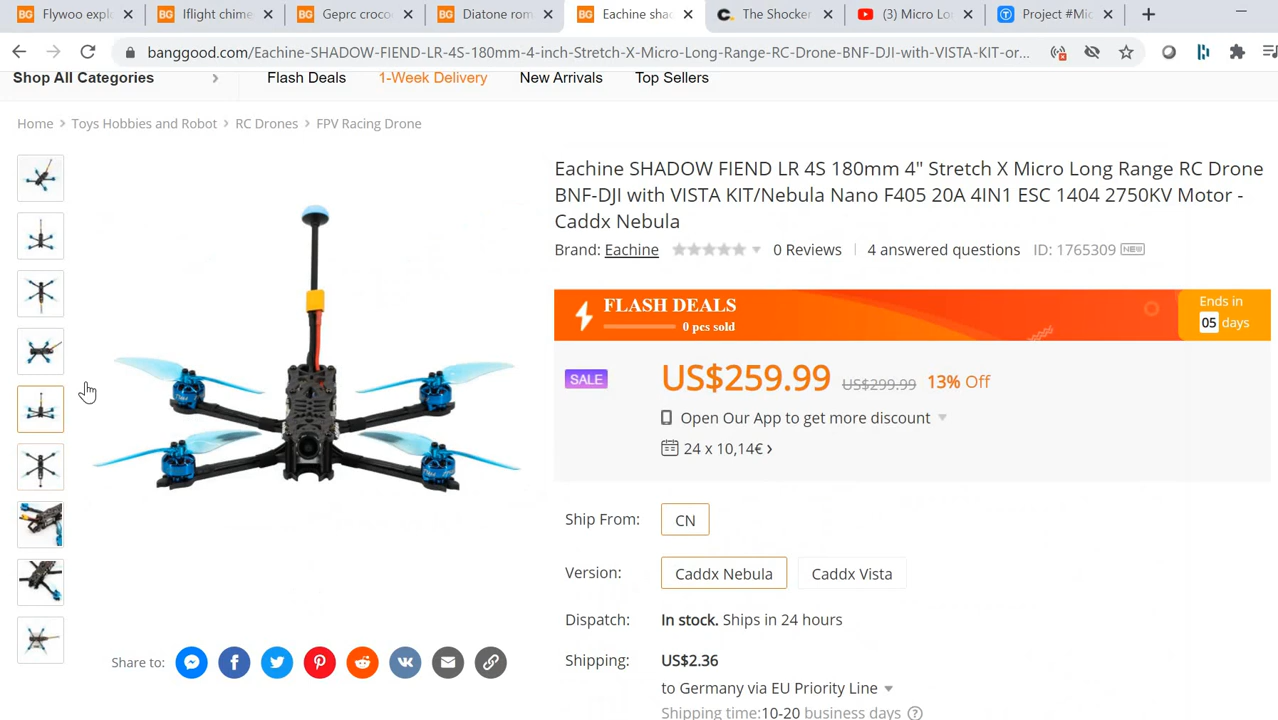 BG Flywoo explo
BG Iflight chime
BG Geprc croco
BG Diatone rom
BG Eachine shad
The Shocker
(3) Micro Lon
Project #Mic
banggood.com/Eachine-SHADOW-FIEND-LR-4S-180mm-4-inch-Stretch-X-Micro-Long-Range-RC-Drone-BNF-DJI-with-VISTA-KIT-or...
Shop All Categories
Flash Deals
1-Week Delivery
New Arrivals
Top Sellers
Home > Toys Hobbies and Robot > RC Drones > FPV Racing Drone
Eachine SHADOW FIEND LR 4S 180mm 4" Stretch X Micro Long Range RC Drone
BNF-DJI with VISTA KIT/Nebula Nano F405 20A 4IN1 ESC 1404 2750KV Motor -
Caddx Nebula
Brand: Eachine 0 Reviews 4 answered questions ID: 1765309 NEW
FLASH DEALS
0 pcs sold
Ends in
05 days
SALE US$259.99 US$299.99 13% Off
Open Our App to get more discount
24 x 10,14€ >
Ship From: CN
Version: Caddx Nebula Caddx Vista
Dispatch: In stock. Ships in 24 hours
Shipping: US$2.36
to Germany via EU Priority Line
Shipping time:10-20 business days ?
Share to: